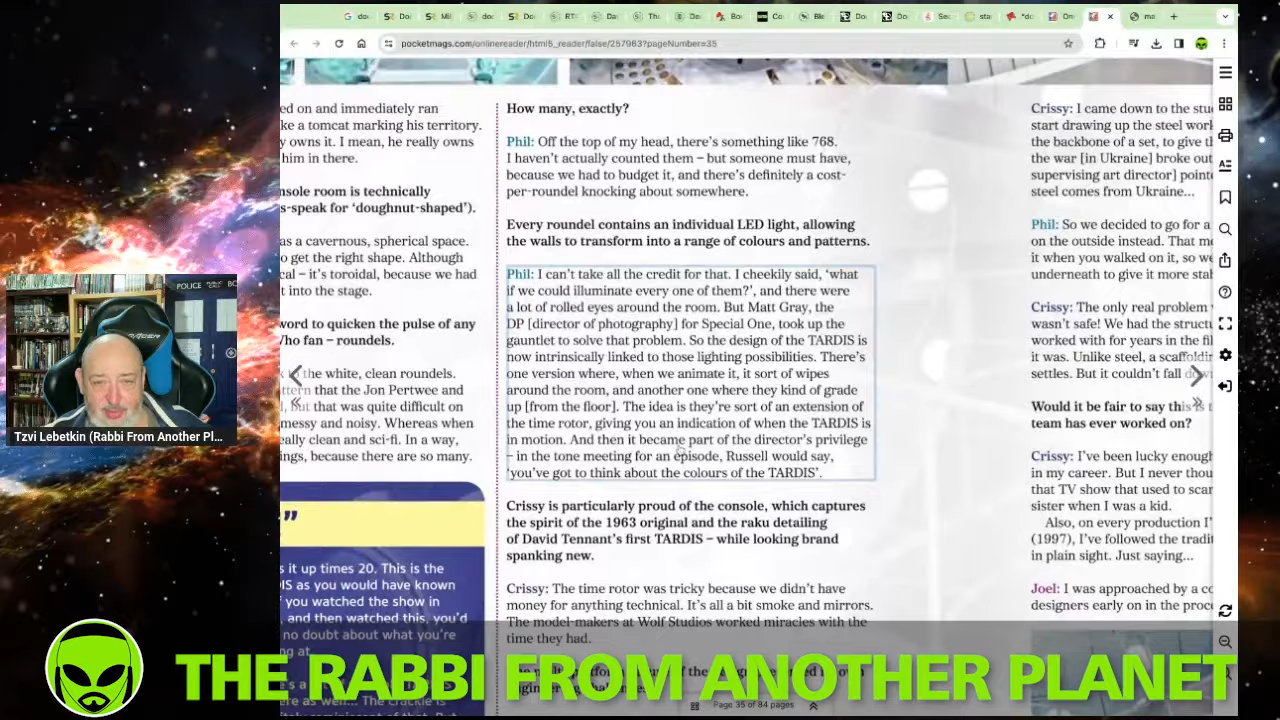 pocketmags.com/onlinereader/html5_reader/false/257963?pageNumber=35
ed on and immediately ran
ke a tomcat marking his territory.
y owns it. I mean, he really owns
him in there.
nsole room is technically
s-speak for ‘doughnut-shaped’).
as a cavernous, spherical space.
o get the right shape. Although
cal – it’s toroidal, because we had
t into the stage.
word to quicken the pulse of any
Who fan – roundels.
the white, clean roundels.
ttern that the Jon Pertwee and
l, but that was quite difficult on
messy and noisy. Whereas when
eally clean and sci-fi. In a way,
ings, because there are so many.
”
s it up times 20. This is the
DIS as you would have known
f you watched the show in
, and then watched this, you’d
no doubt about what you’re
ng at.
How many, exactly?
Phil: Off the top of my head, there’s something like 768.
I haven’t actually counted them – but someone must have,
because we had to budget it, and there’s definitely a cost-
per-roundel knocking about somewhere.
Every roundel contains an individual LED light, allowing
the walls to transform into a range of colours and patterns.
Phil: I can’t take all the credit for that. I cheekily said, ‘what
if we could illuminate every one of them?’, and there were
a lot of rolled eyes around the room. But Matt Gray, the
DP [director of photography] for Special One, took up the
gauntlet to solve that problem. So the design of the TARDIS is
now intrinsically linked to those lighting possibilities. There’s
one version where, when we animate it, it sort of wipes
around the room, and another one where they kind of grade
up [from the floor]. The idea is they’re sort of an extension of
the time rotor, giving you an indication of when the TARDIS is
in motion. And then it became part of the director’s privilege
– in the tone meeting for an episode, Russell would say,
‘you’ve got to think about the colours of the TARDIS’.
Crissy is particularly proud of the console, which captures
the spirit of the 1963 original and the raku detailing
of David Tennant’s first TARDIS – while looking brand
spanking new.
Crissy: The time rotor was tricky because we didn’t have
money for anything technical. It’s all a bit smoke and mirrors.
The model-makers at Wolf Studios worked miracles with the
time they had.
Crissy: I came down to the stu
start drawing up the steel work
the backbone of a set, to give th
the war [in Ukraine] broke out
supervising art director] pointe
steel comes from Ukraine...
Phil: So we decided to go for a
on the outside instead. That me
it when you walked on it, so we
underneath to give it more stab
Crissy: The only real problem
wasn’t safe! We had the structu
worked with for years in the fil
it was. Unlike steel, a scaffoldin
settles. But it couldn’t fall down
Would it be fair to say this is t
team has ever worked on?
Crissy: I’ve been lucky enough
in my career. But I never thou
that TV show that used to scar
sister when I was a kid.
Also, on every production I’
(1997), I’ve followed the tradit
in plain sight. Just saying...
Joel: I was approached by a co
designers early on in the proce
Page 35 of 84 pages
POLICE PUBLIC CALL BO
Tzvi Lebetkin (Rabbi From Another Pl...
THE RABBI FROM ANOTHER PLANET